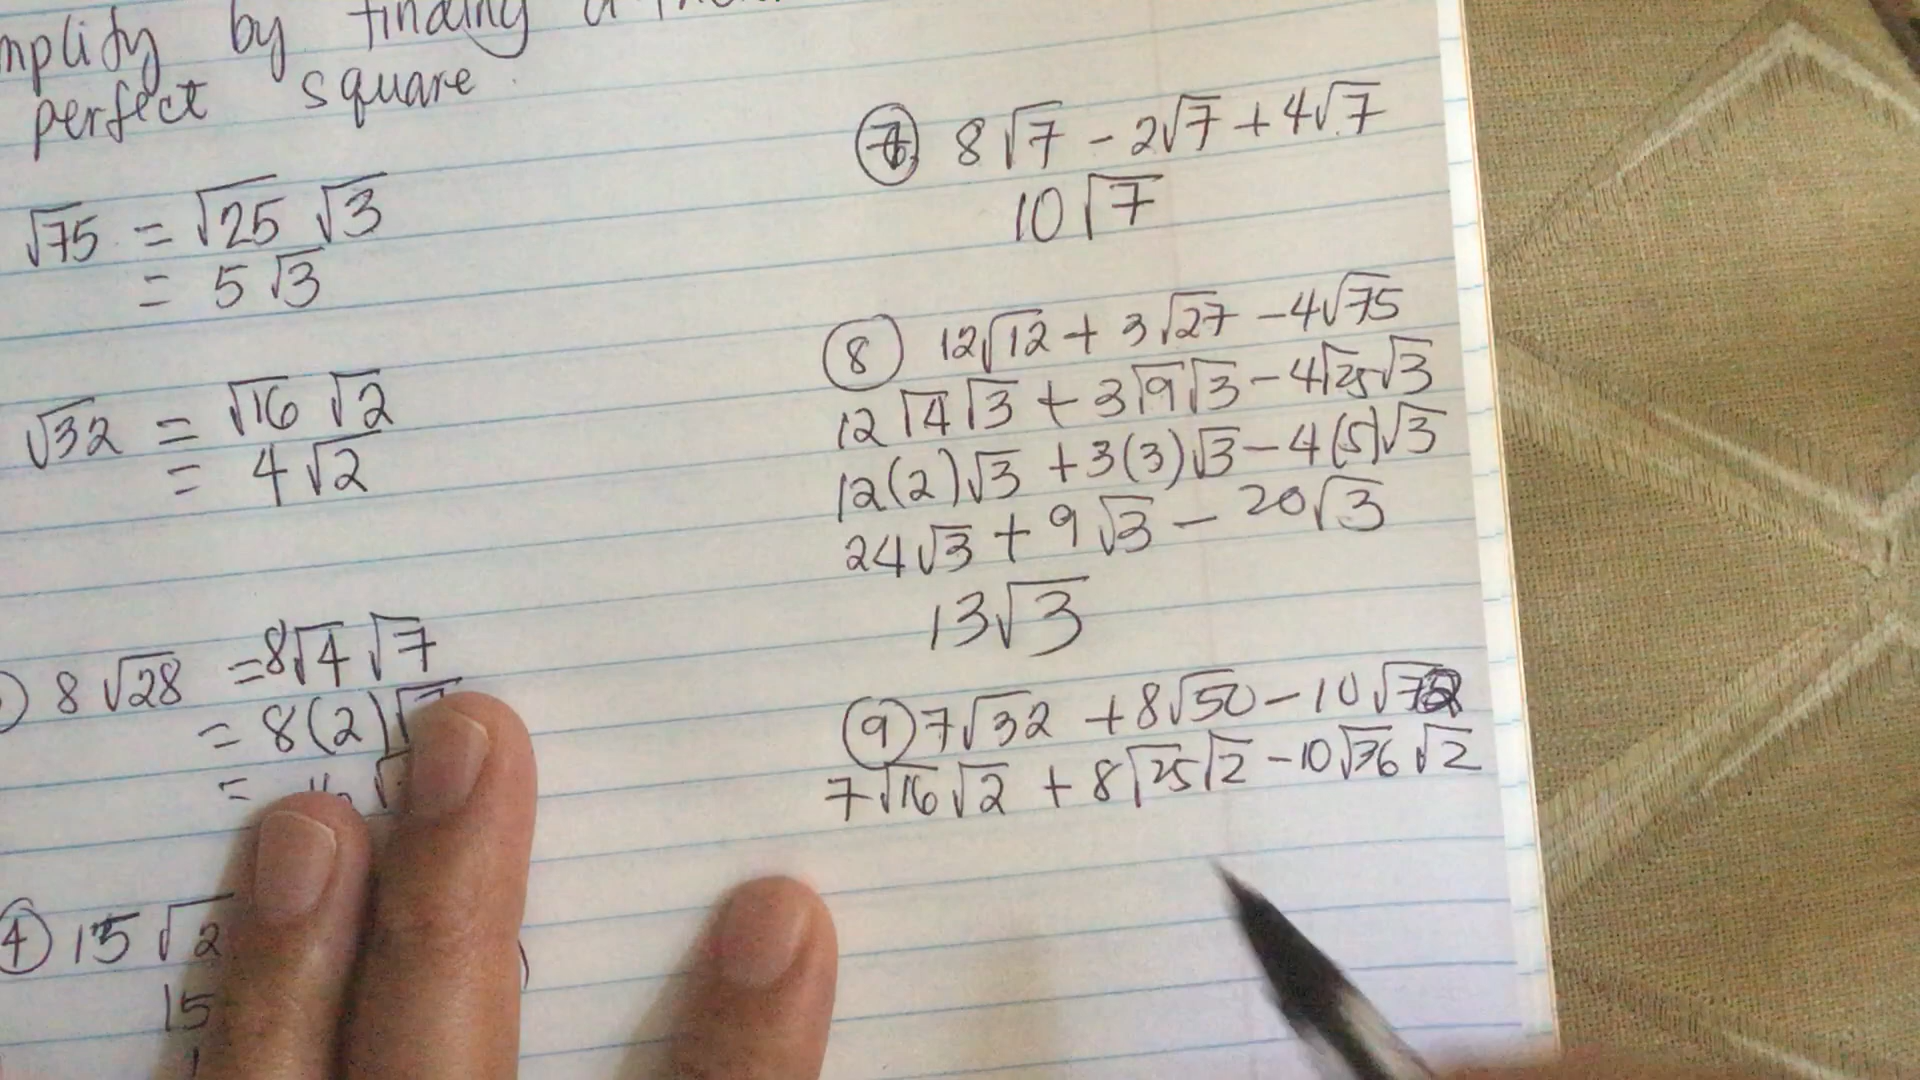 mplify by finding a
perfect square
√75 = √25 √3
= 5√3
√32 = √16 √2
= 4√2
8√28 = 8√4 √7
= 8(2)√
=
④ 15√2
15
⑦ 8√7 - 2√7 + 4√7
10√7
⑧ 12√12 + 3√27 - 4√75
12√4√3 + 3√9√3 - 4√25√3
12(2)√3 + 3(3)√3 - 4(5)√3
24√3 + 9√3 - 20√3
13√3
⑨ 7√32 + 8√50 - 10√72
7√16√2 + 8√25√2 - 10√36√2